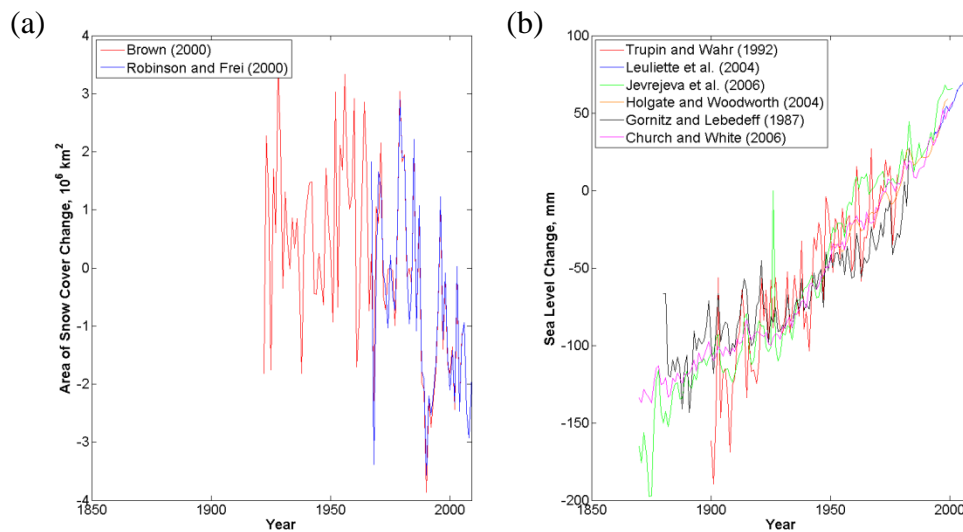 (a)
4
3
2
1
0
-1
-2
-3
-4
Area of Snow Cover Change, 10⁶ km²
Brown (2000)
Robinson and Frei (2000)
1850
1900
1950
2000
Year
(b)
100
50
0
-50
-100
-150
-200
Sea Level Change, mm
Trupin and Wahr (1992)
Leuliette et al. (2004)
Jevrejeva et al. (2006)
Holgate and Woodworth (2004)
Gornitz and Lebedeff (1987)
Church and White (2006)
1850
1900
1950
2000
Year